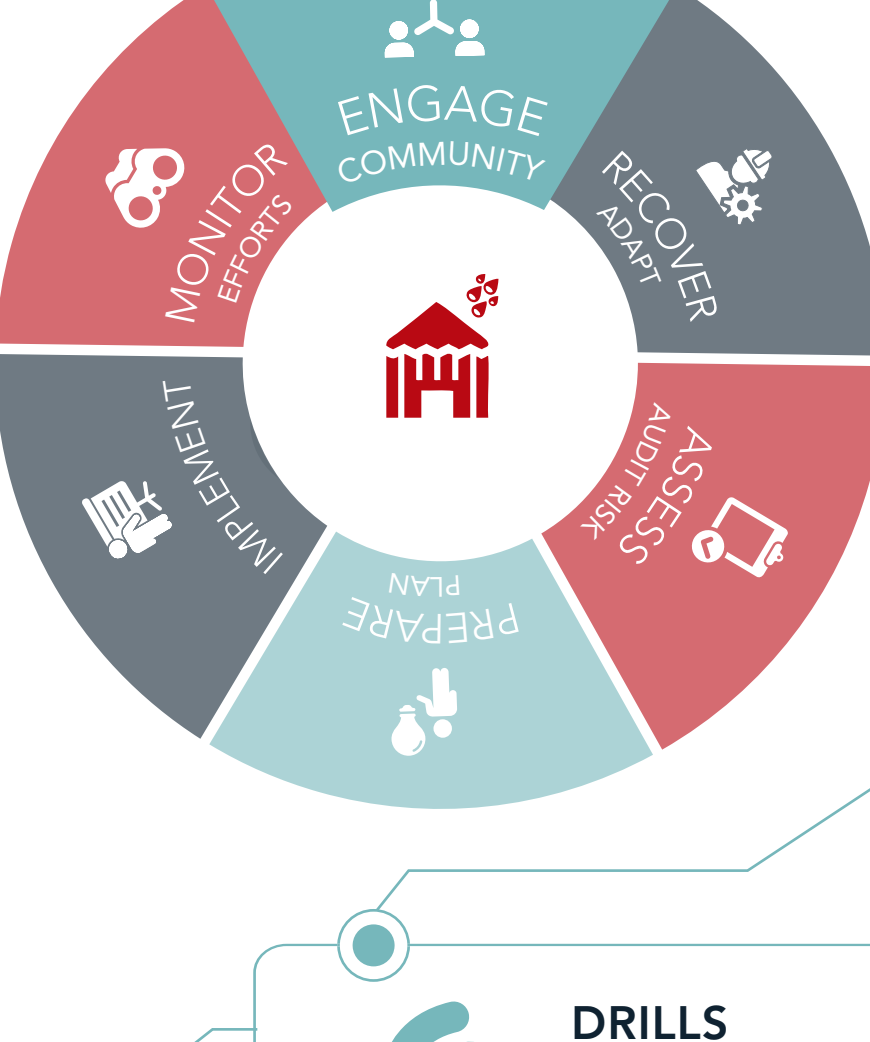 ENGAGE
COMMUNITY
RECOVER
ADAPT
ASSESS
AUDIT RISK
PREPARE
PLAN
IMPLEMENT
MONITOR
EFFORTS
DRILLS